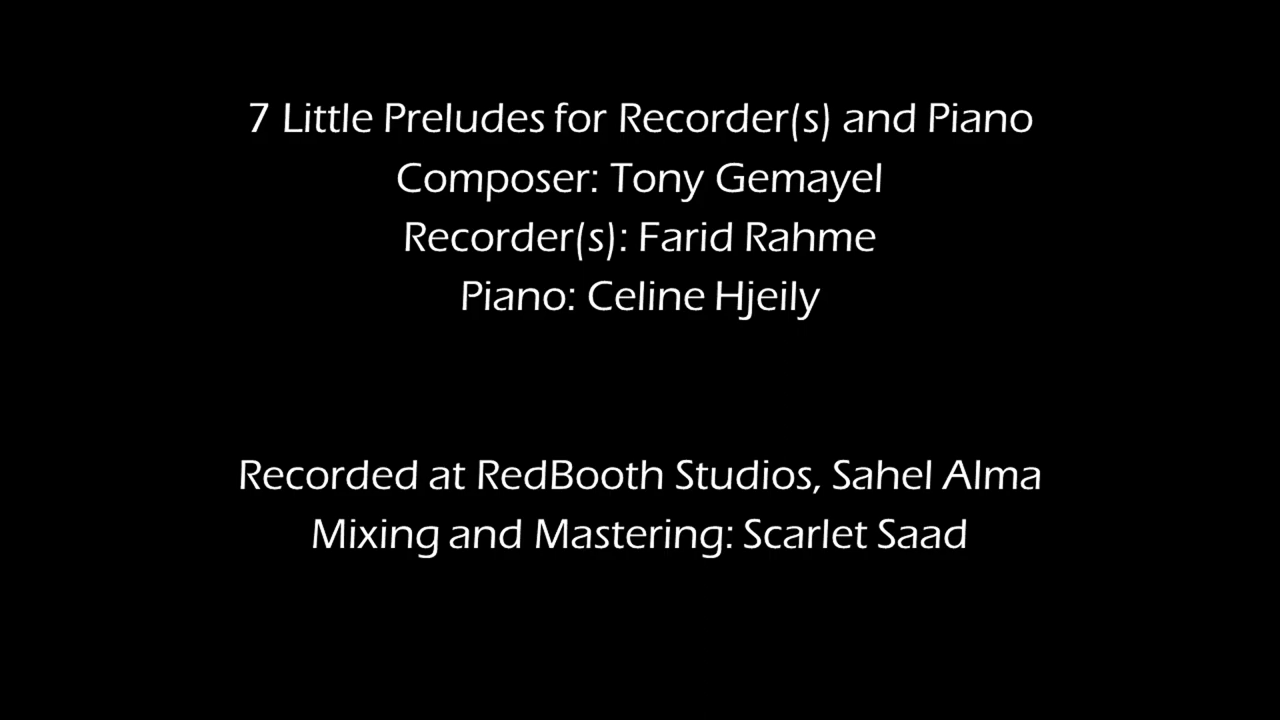 7 Little Preludes for Recorder(s) and Piano
Composer: Tony Gemayel
Recorder(s): Farid Rahme
Piano: Celine Hjeily
Recorded at RedBooth Studios, Sahel Alma
Mixing and Mastering: Scarlet Saad